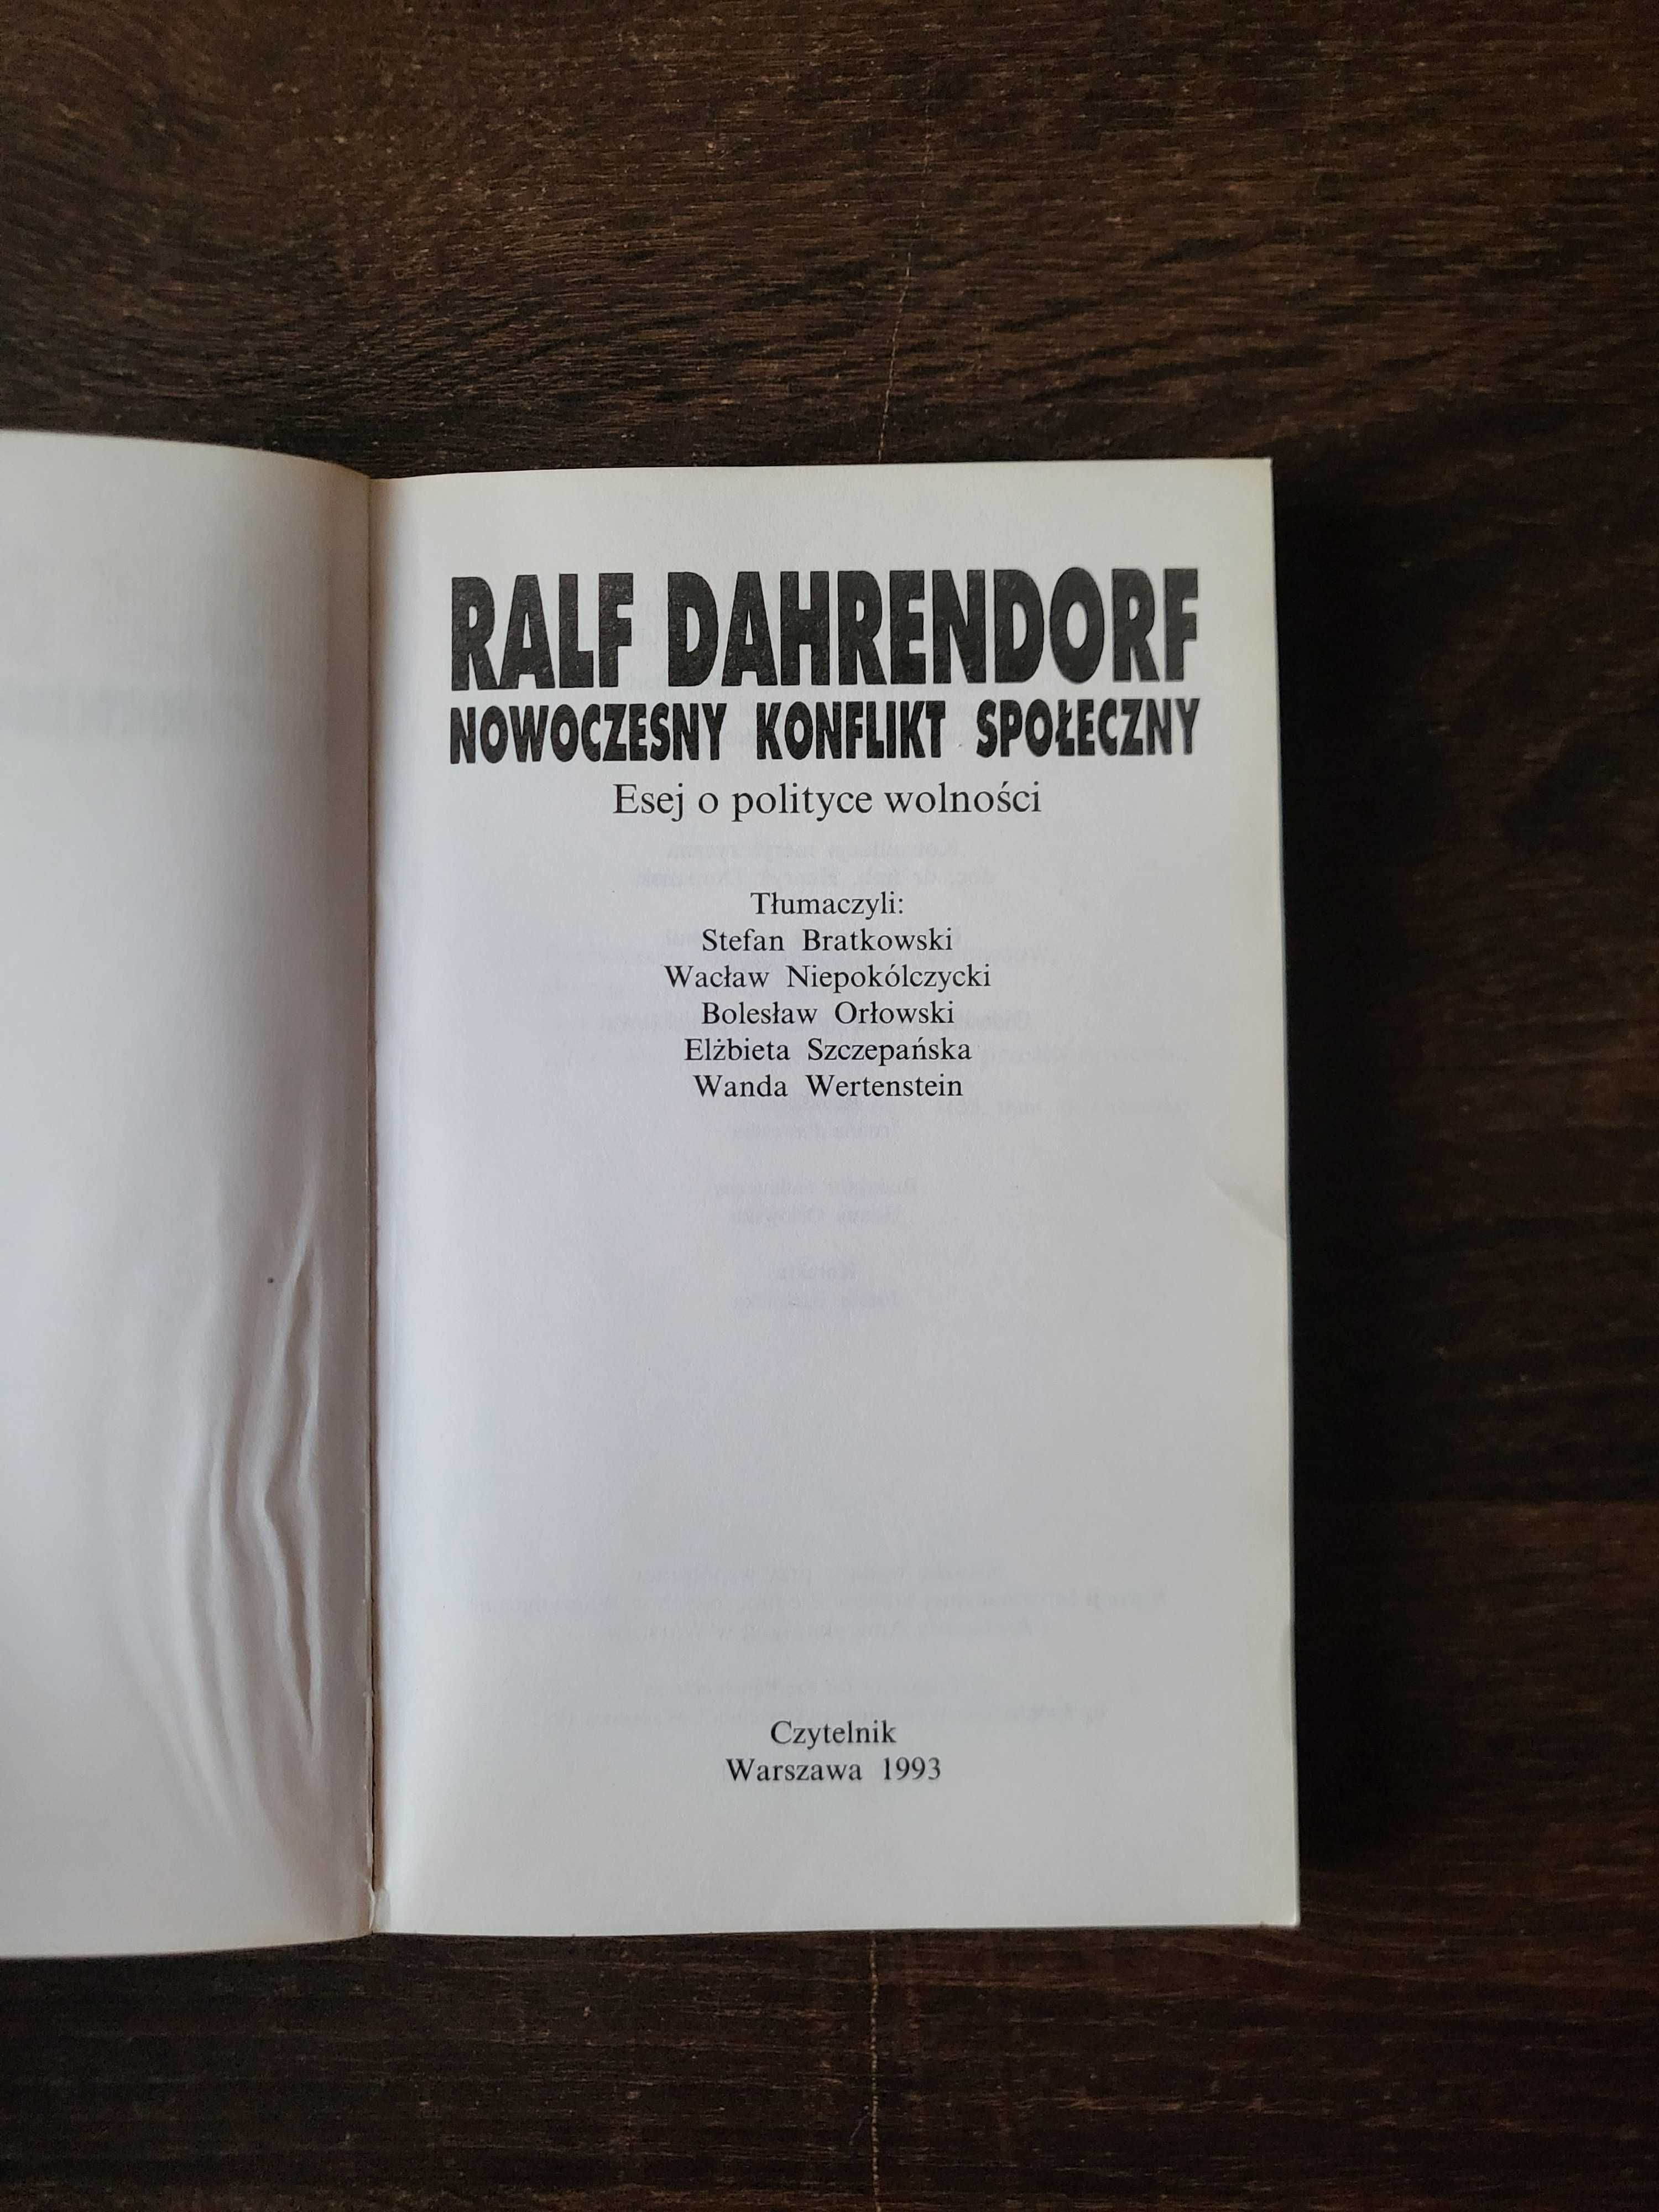 RALF DAHRENDORF
NOWOCZESNY KONFLIKT SPOŁECZNY
Esej o polityce wolności
Tłumaczyli:
Stefan Bratkowski
Wacław Niepokólczycki
Bolesław Orłowski
Elżbieta Szczepańska
Wanda Wertenstein
Czytelnik
Warszawa 1993